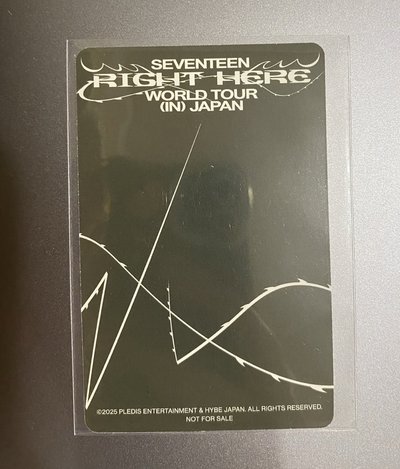 SEVENTEEN
RIGHT HERE
WORLD TOUR
(IN) JAPAN
©2025 PLEDIS ENTERTAINMENT & HYBE JAPAN. ALL RIGHTS RESERVED.
NOT FOR SALE